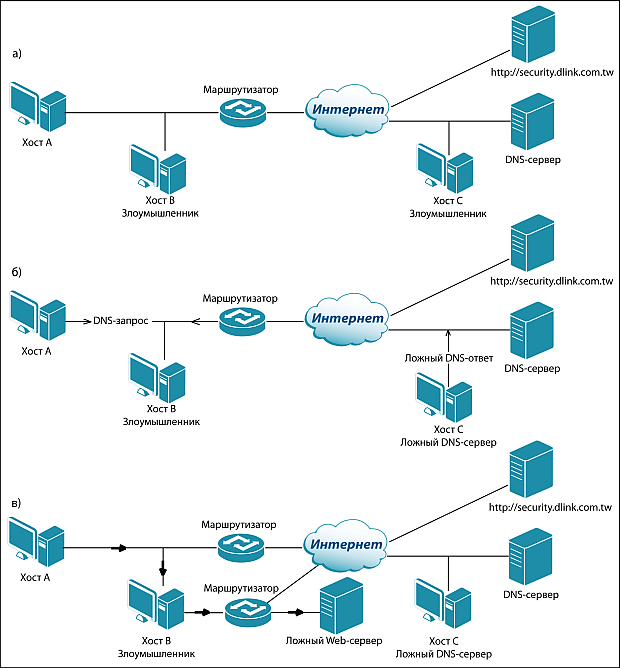 а)
Маршрутизатор
Интернет
http://security.dlink.com.tw
Хост А
DNS-сервер
Хост В
Злоумышленник
Хост С
Злоумышленник
б)
Маршрутизатор
Интернет
http://security.dlink.com.tw
DNS-запрос
Хост А
Ложный DNS-ответ
DNS-сервер
Хост В
Злоумышленник
Хост С
Ложный DNS-сервер
в)
Маршрутизатор
Интернет
http://security.dlink.com.tw
Хост А
Маршрутизатор
DNS-сервер
Хост В
Злоумышленник
Ложный Web-сервер
Хост С
Ложный DNS-сервер